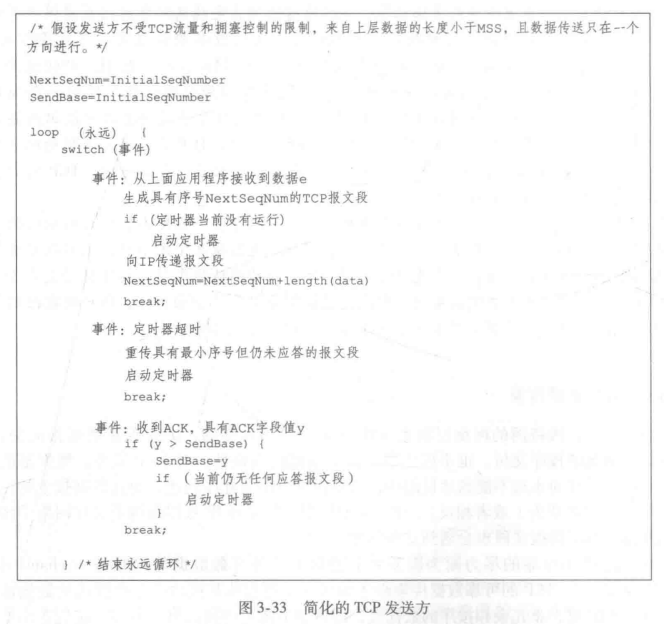 /* 假设发送方不受TCP流量和拥塞控制的限制，来自上层数据的长度小于MSS，且数据传送只在一个
方向进行。*/
NextSeqNum=InitialSeqNumber
SendBase=InitialSeqNumber
loop （永远） {
switch（事件）
事件：从上面应用程序接收到数据e
生成具有序号NextSeqNum的TCP报文段
if （定时器当前没有运行）
启动定时器
向IP传递报文段
NextSeqNum=NextSeqNum+length(data)
break;
事件：定时器超时
重传具有最小序号但仍未应答的报文段
启动定时器
break;
事件：收到ACK，具有ACK字段值y
if (y > SendBase) {
SendBase=y
if （当前仍无任何应答报文段）
启动定时器
}
break;
} /* 结束永远循环 */
图 3-33 简化的 TCP 发送方